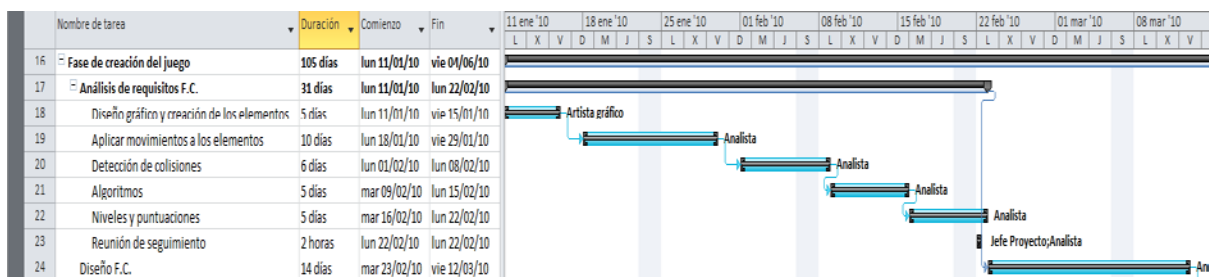 Nombre de tarea Duración Comienzo Fin 11 ene '10 18 ene '10 25 ene '10 01 feb '10 08 feb '10 15 feb '10 22 feb '10 01 mar '10 08 mar '10
L X V D M J S L X V D M J S L X V D M J S L X V D M J S L X V
16 Fase de creación del juego 105 días lun 11/01/10 vie 04/06/10
17 Análisis de requisitos F.C. 31 días lun 11/01/10 lun 22/02/10
18 Diseño gráfico y creación de los elementos 5 días lun 11/01/10 vie 15/01/10 Artista gráfico
19 Aplicar movimientos a los elementos 10 días lun 18/01/10 vie 29/01/10 Analista
20 Detección de colisiones 6 días lun 01/02/10 lun 08/02/10 Analista
21 Algoritmos 5 días mar 09/02/10 lun 15/02/10 Analista
22 Niveles y puntuaciones 5 días mar 16/02/10 lun 22/02/10 Analista
23 Reunión de seguimiento 2 horas lun 22/02/10 lun 22/02/10 Jefe Proyecto;Analista
24 Diseño F.C. 14 días mar 23/02/10 vie 12/03/10